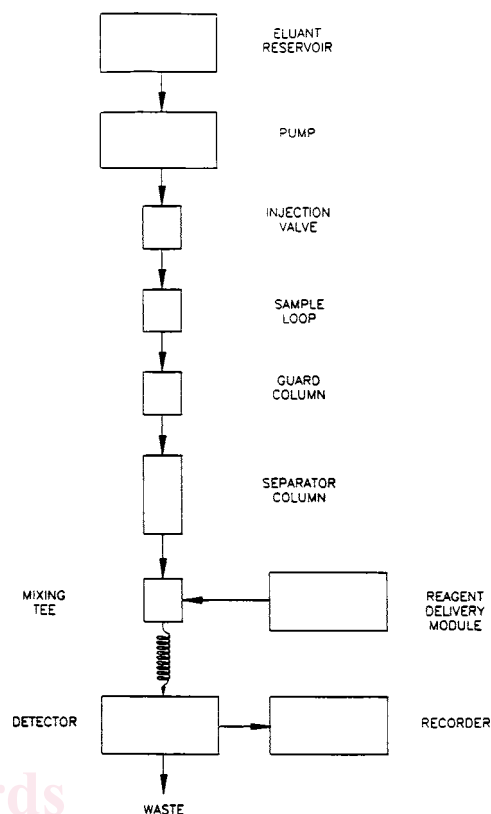 ELUANT
RESERVOIR
PUMP
INJECTION
VALVE
SAMPLE
LOOP
GUARD
COLUMN
SEPARATOR
COLUMN
MIXING
TEE
REAGENT
DELIVERY
MODULE
DETECTOR
RECORDER
rds
WASTE